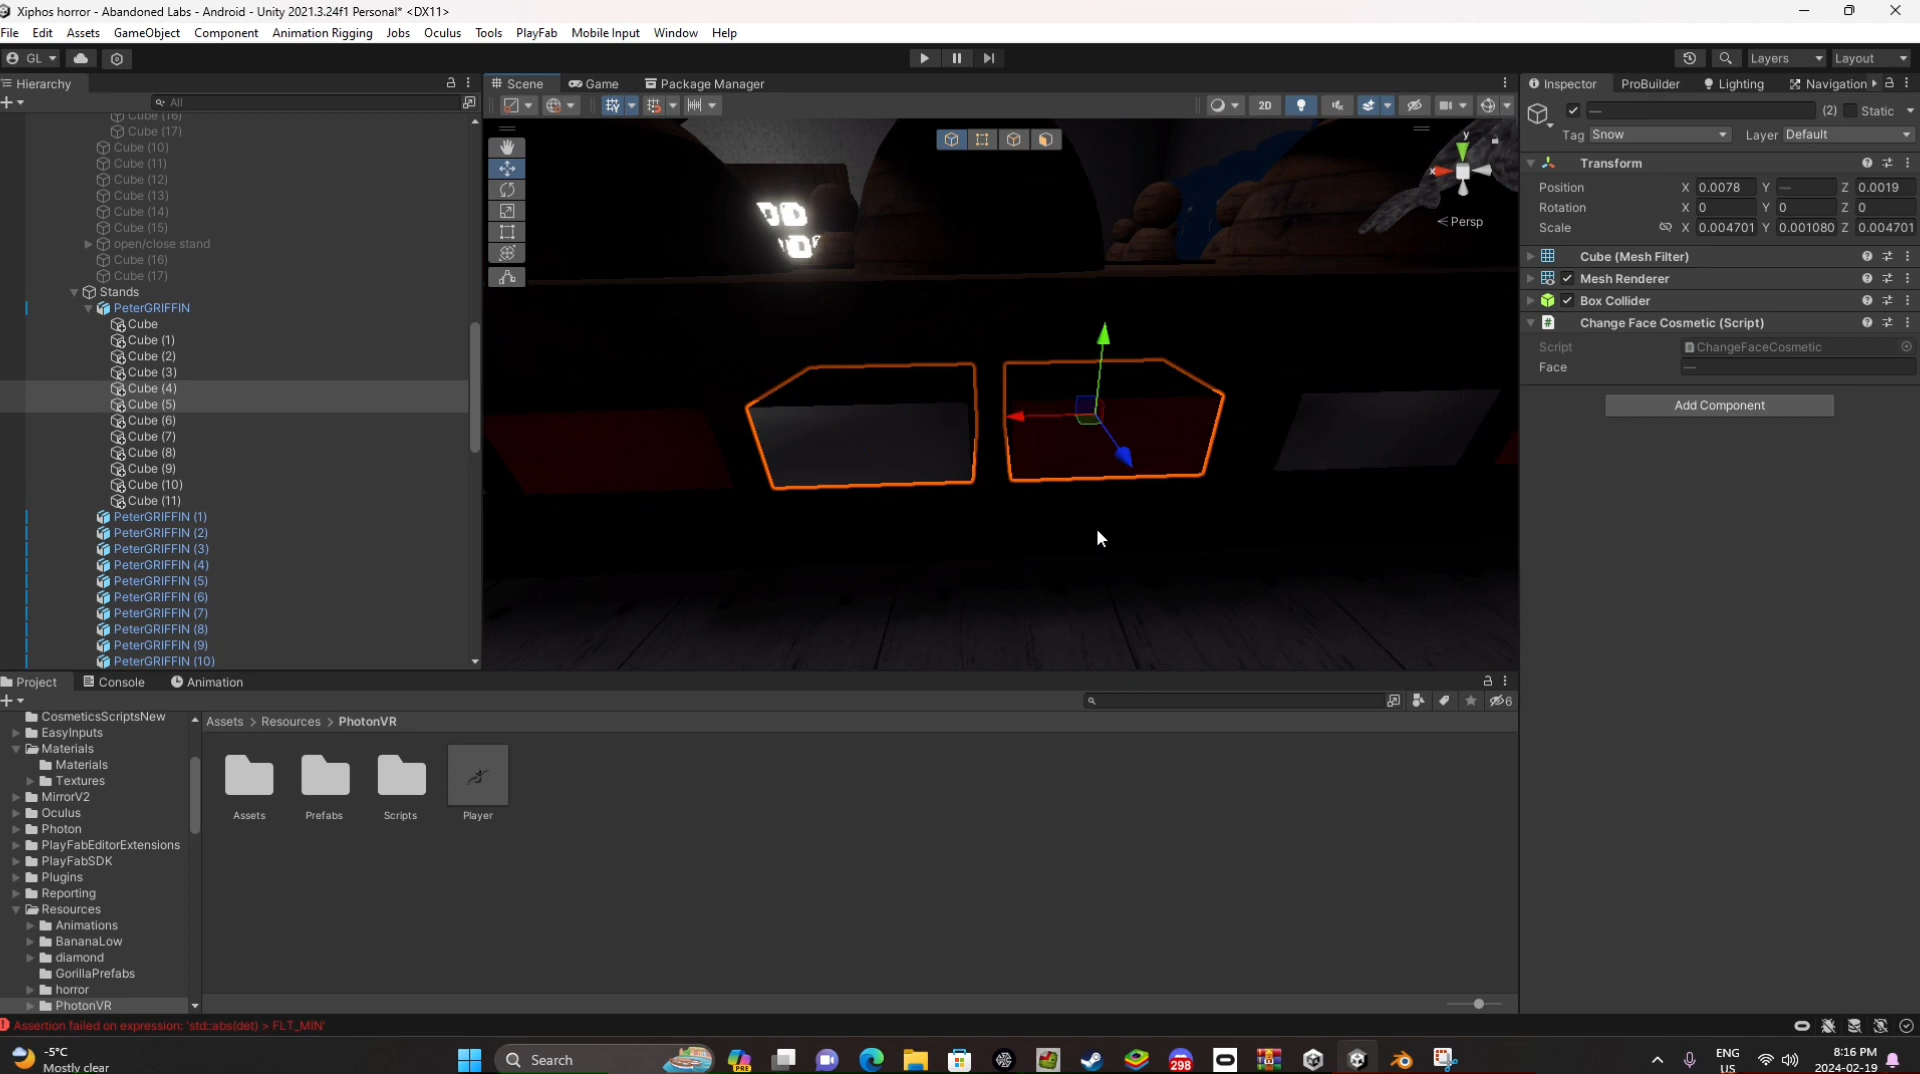 Xiphos horror - Abandoned Labs - Android - Unity 2021.3.24f1 Personal* <DX11>
File Edit Assets GameObject Component Animation Rigging Jobs Oculus Tools PlayFab Mobile Input Window Help
GL Layers Layout
Hierarchy
All
Cube (16)
Cube (17)
Cube (10)
Cube (11)
Cube (12)
Cube (13)
Cube (14)
Cube (15)
open/close stand
Cube (16)
Cube (17)
Stands
PeterGRIFFIN
Cube
Cube (1)
Cube (2)
Cube (3)
Cube (4)
Cube (5)
Cube (6)
Cube (7)
Cube (8)
Cube (9)
Cube (10)
Cube (11)
PeterGRIFFIN (1)
PeterGRIFFIN (2)
PeterGRIFFIN (3)
PeterGRIFFIN (4)
PeterGRIFFIN (5)
PeterGRIFFIN (6)
PeterGRIFFIN (7)
PeterGRIFFIN (8)
PeterGRIFFIN (9)
PeterGRIFFIN (10)
Scene Game Package Manager
2D
y
x
< Persp
Inspector ProBuilder Lighting Navigation
— (2) Static
Tag Snow Layer Default
Transform
Position X 0.0078 Y — Z 0.0019
Rotation X 0 Y 0 Z 0
Scale X 0.004701 Y 0.001080 Z 0.004701
Cube (Mesh Filter)
Mesh Renderer
Box Collider
Change Face Cosmetic (Script)
Script ChangeFaceCosmetic
Face —
Add Component
Project Console Animation
6
CosmeticsScriptsNew
EasyInputs
Materials
Materials
Textures
MirrorV2
Oculus
Photon
PlayFabEditorExtensions
PlayFabSDK
Plugins
Reporting
Resources
Animations
BananaLow
diamond
GorillaPrefabs
horror
PhotonVR
Assets > Resources > PhotonVR
Assets Prefabs Scripts Player
Assertion failed on expression: 'std::abs(det) > FLT_MIN'
-5°C
Mostly clear
Search
PRE
298
ENG
US
8:16 PM
2024-02-19